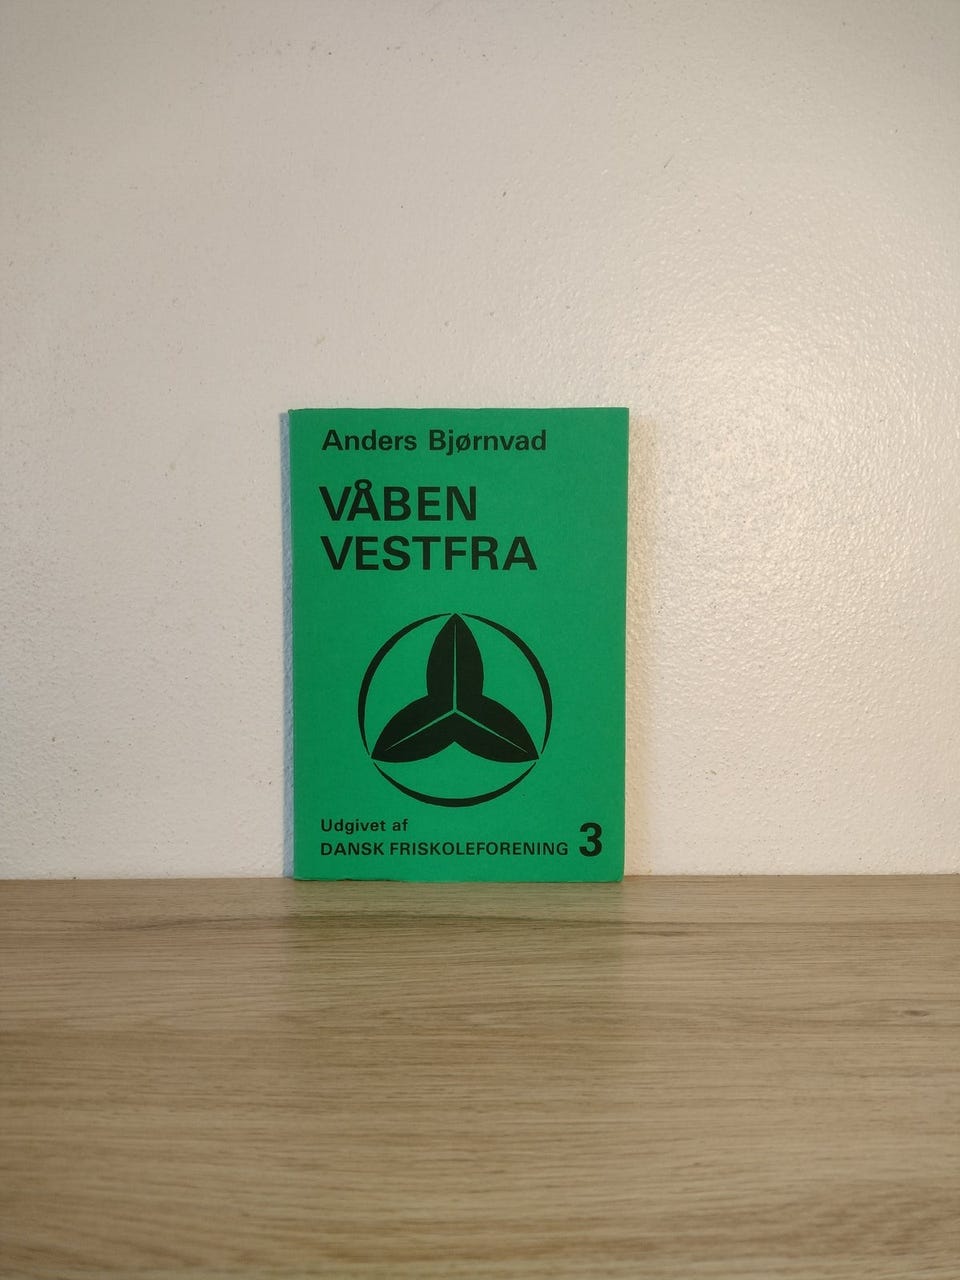 Anders Bjørnvad
VÅBEN
VESTFRA
Udgivet af
DANSK FRISKOLEFORENING 3